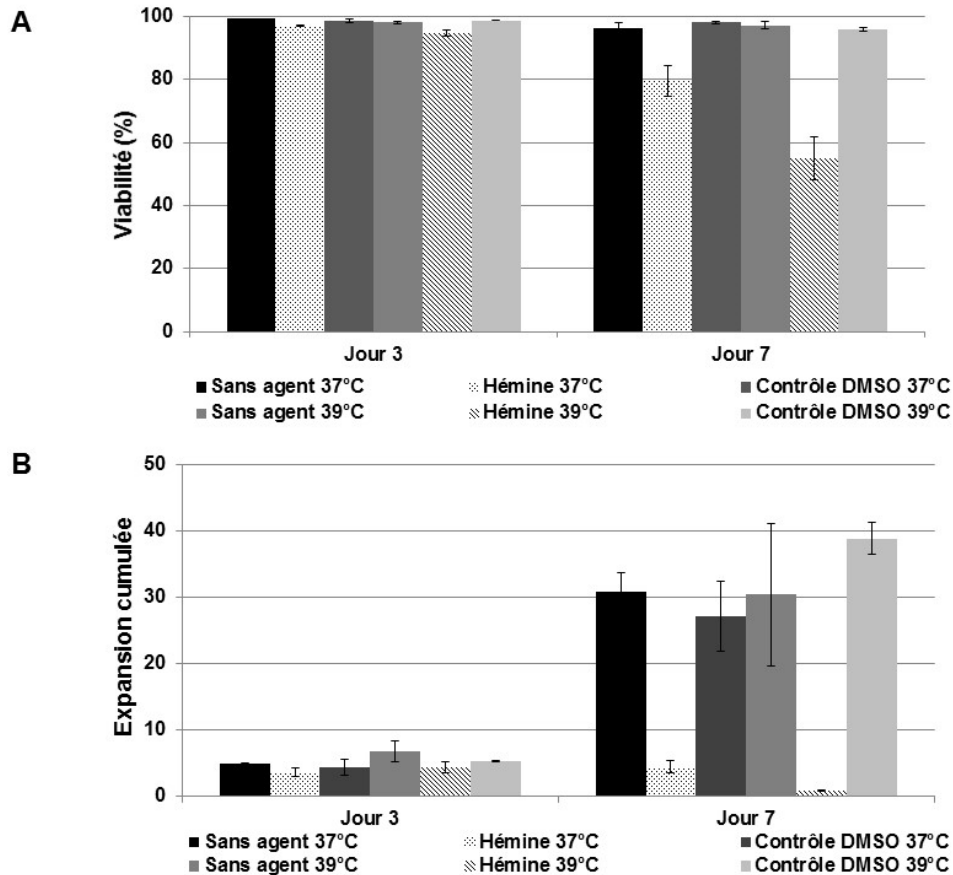 A
Viabilité (%)
100
80
60
40
20
0
Jour 3 Jour 7
Sans agent 37°C Hémine 37°C Contrôle DMSO 37°C
Sans agent 39°C Hémine 39°C Contrôle DMSO 39°C
B
Expansion cumulée
50
40
30
20
10
0
Jour 3 Jour 7
Sans agent 37°C Hémine 37°C Contrôle DMSO 37°C
Sans agent 39°C Hémine 39°C Contrôle DMSO 39°C